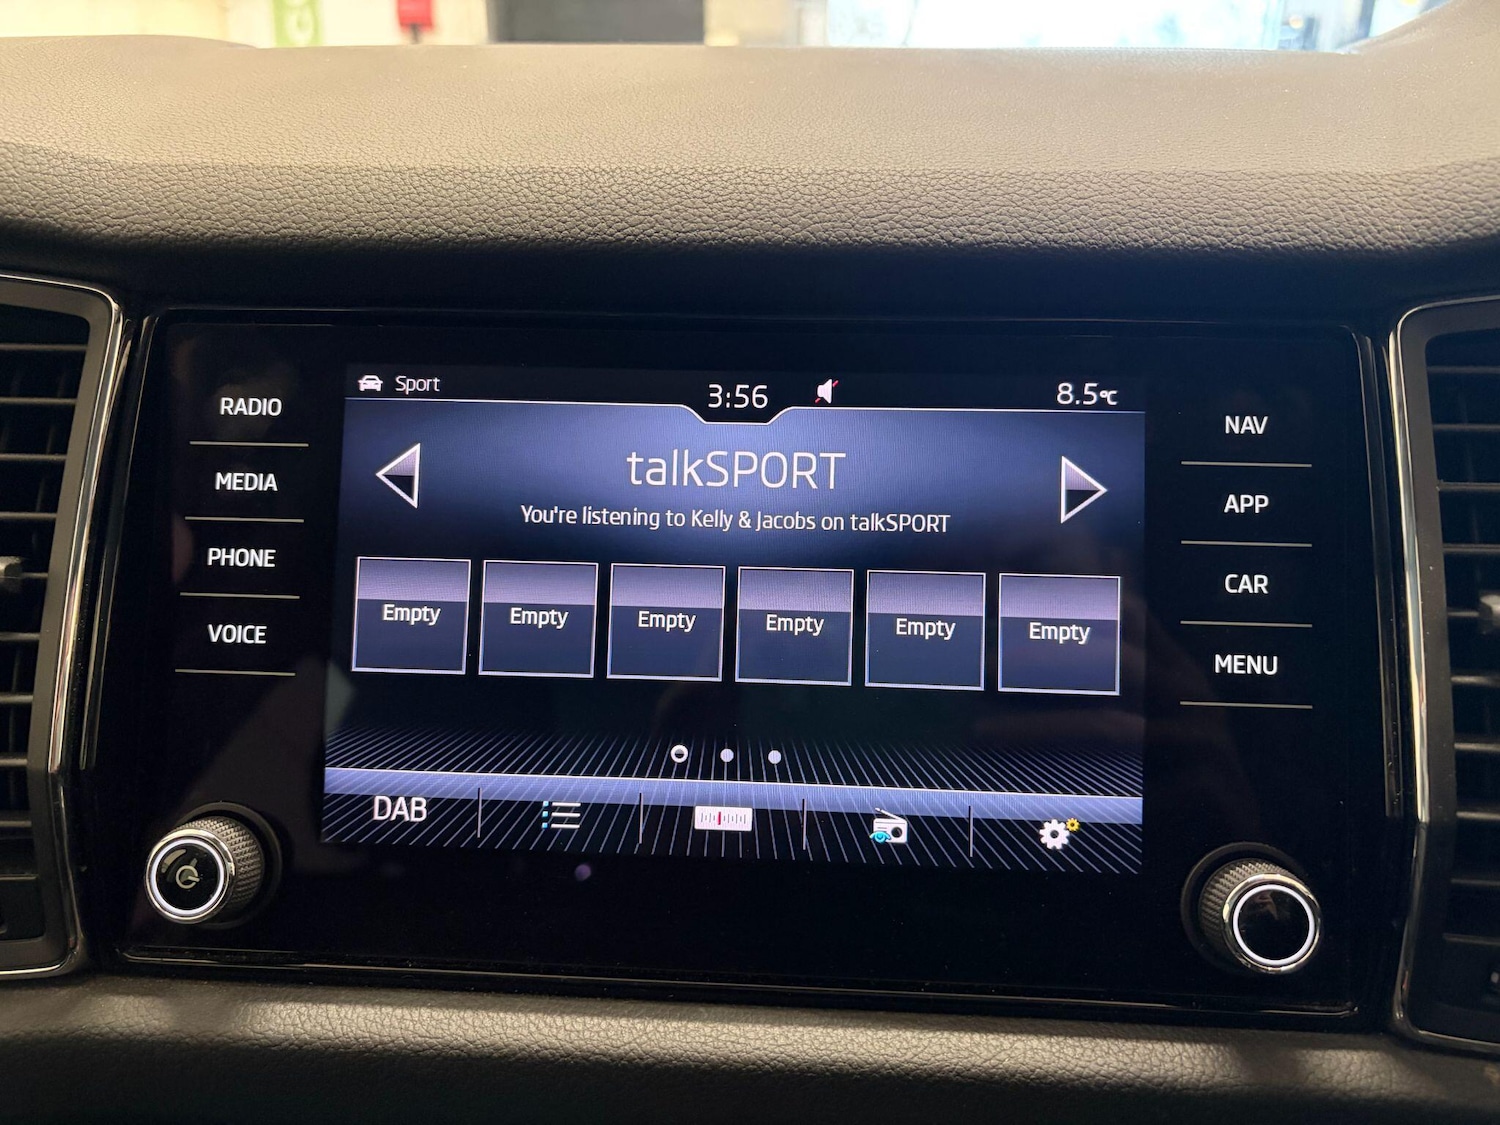 Sport
3:56
8.5°C
talkSPORT
You're listening to Kelly & Jacobs on talkSPORT
Empty
Empty
Empty
Empty
Empty
Empty
DAB
RADIO
MEDIA
PHONE
VOICE
NAV
APP
CAR
MENU